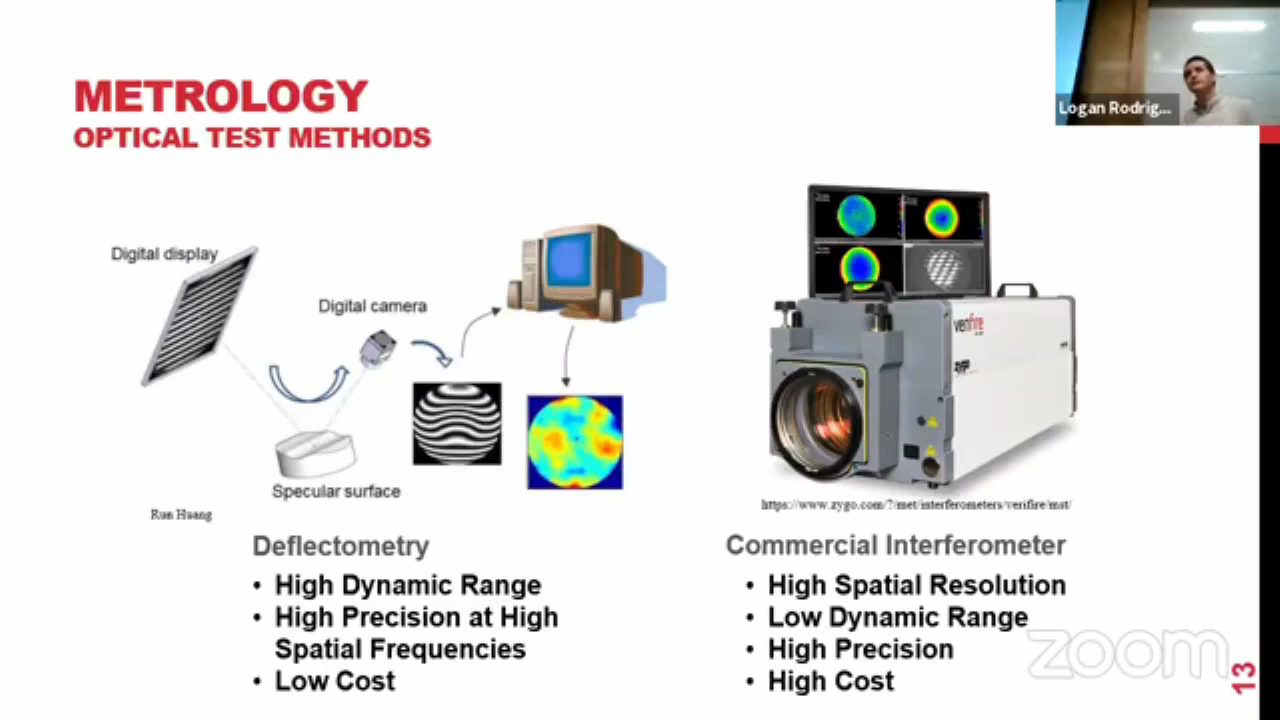 METROLOGY
OPTICAL TEST METHODS
Logan Rodrig...
Digital display
Digital camera
Specular surface
Run Huang
verifire
zygo
https://www.zygo.com/?/met/interferometers/verifire/mst/
Deflectometry
• High Dynamic Range
• High Precision at High
Spatial Frequencies
• Low Cost
Commercial Interferometer
• High Spatial Resolution
• Low Dynamic Range
• High Precision
• High Cost
zoom
13